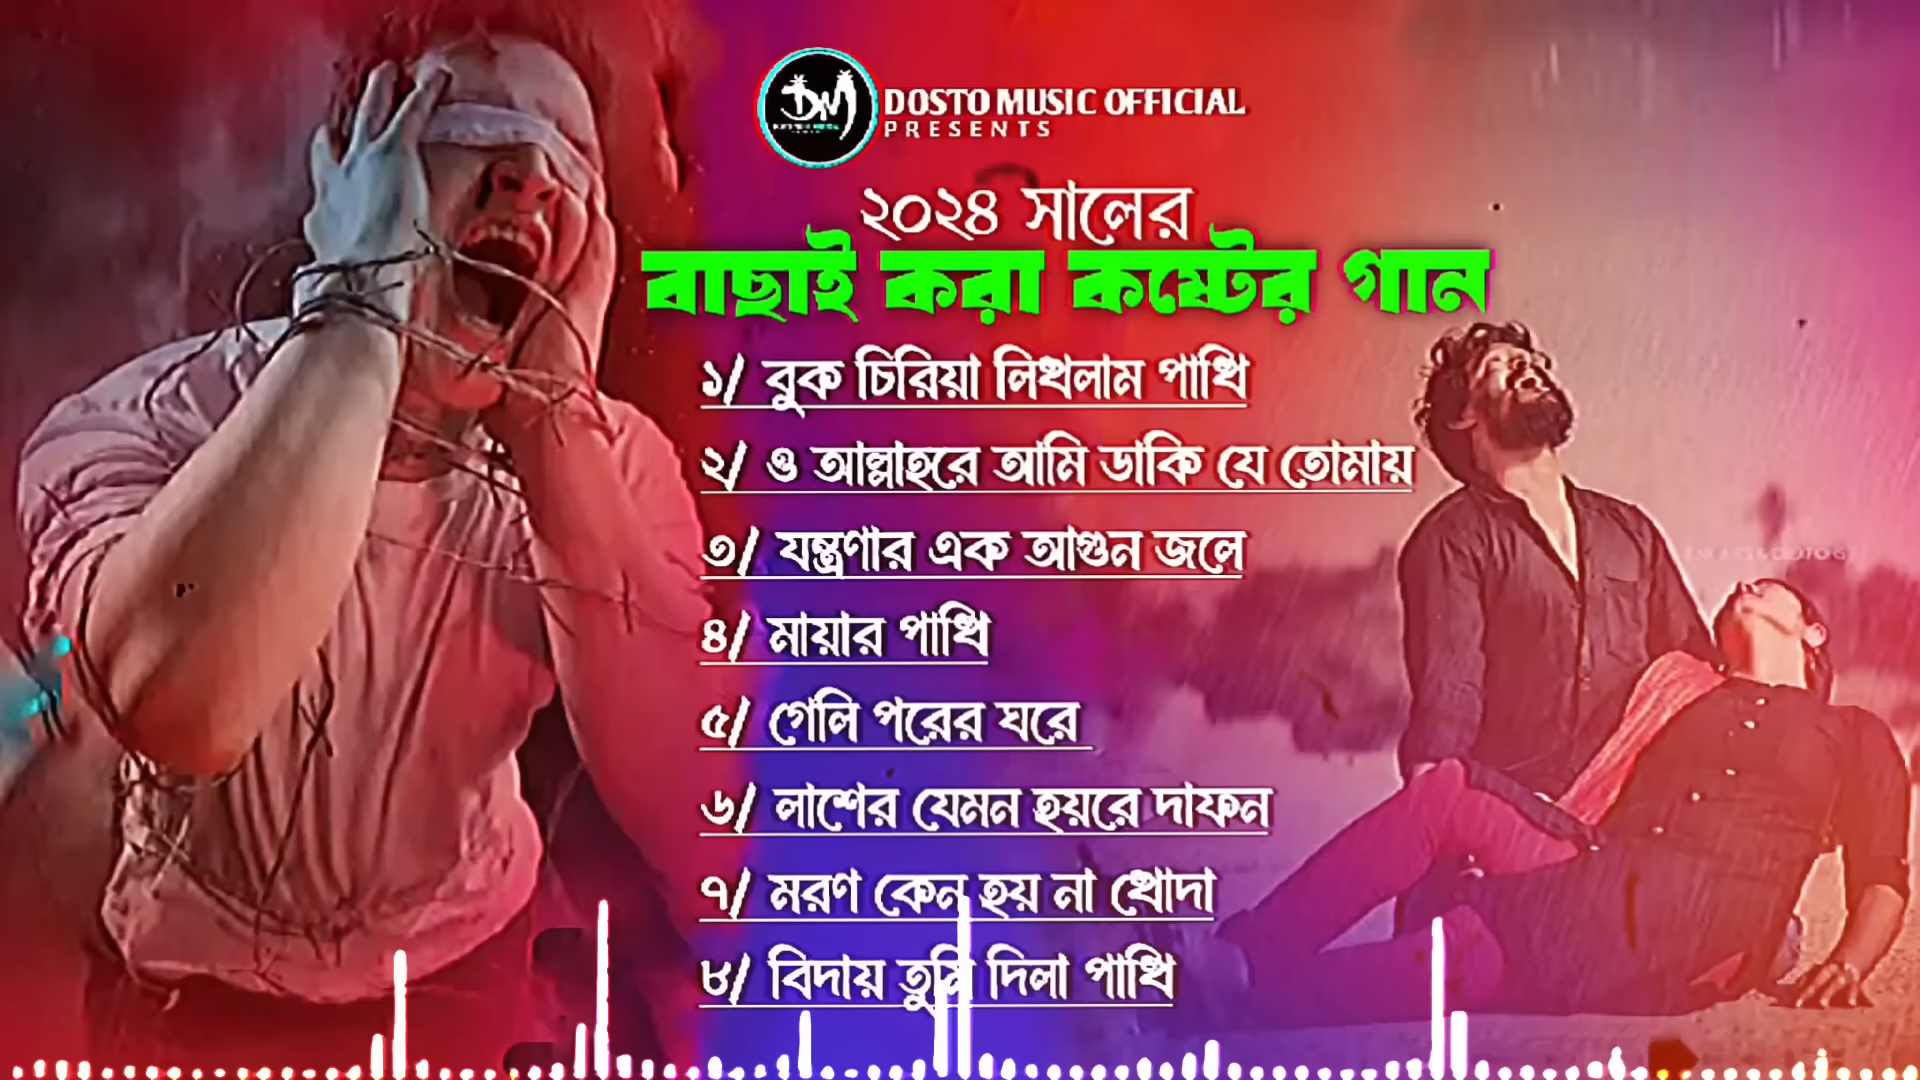 DM
DOSTO MUSIC OFFICIAL
PRESENTS
২০২৪ সালের
বাছাই করা কষ্টের গান
১/ বুক চিরিয়া লিখলাম পাখি
২/ ও আল্লাহরে আমি ডাকি যে তোমায়
৩/ যন্ত্রণার এক আগুন জলে
৪/ মায়ার পাখি
৫/ গেলি পরের ঘরে
৬/ লাশের যেমন হয়রে দাফন
৭/ মরণ কেন হয় না খোদা
৮/ বিদায় তুমি দিলা পাখি